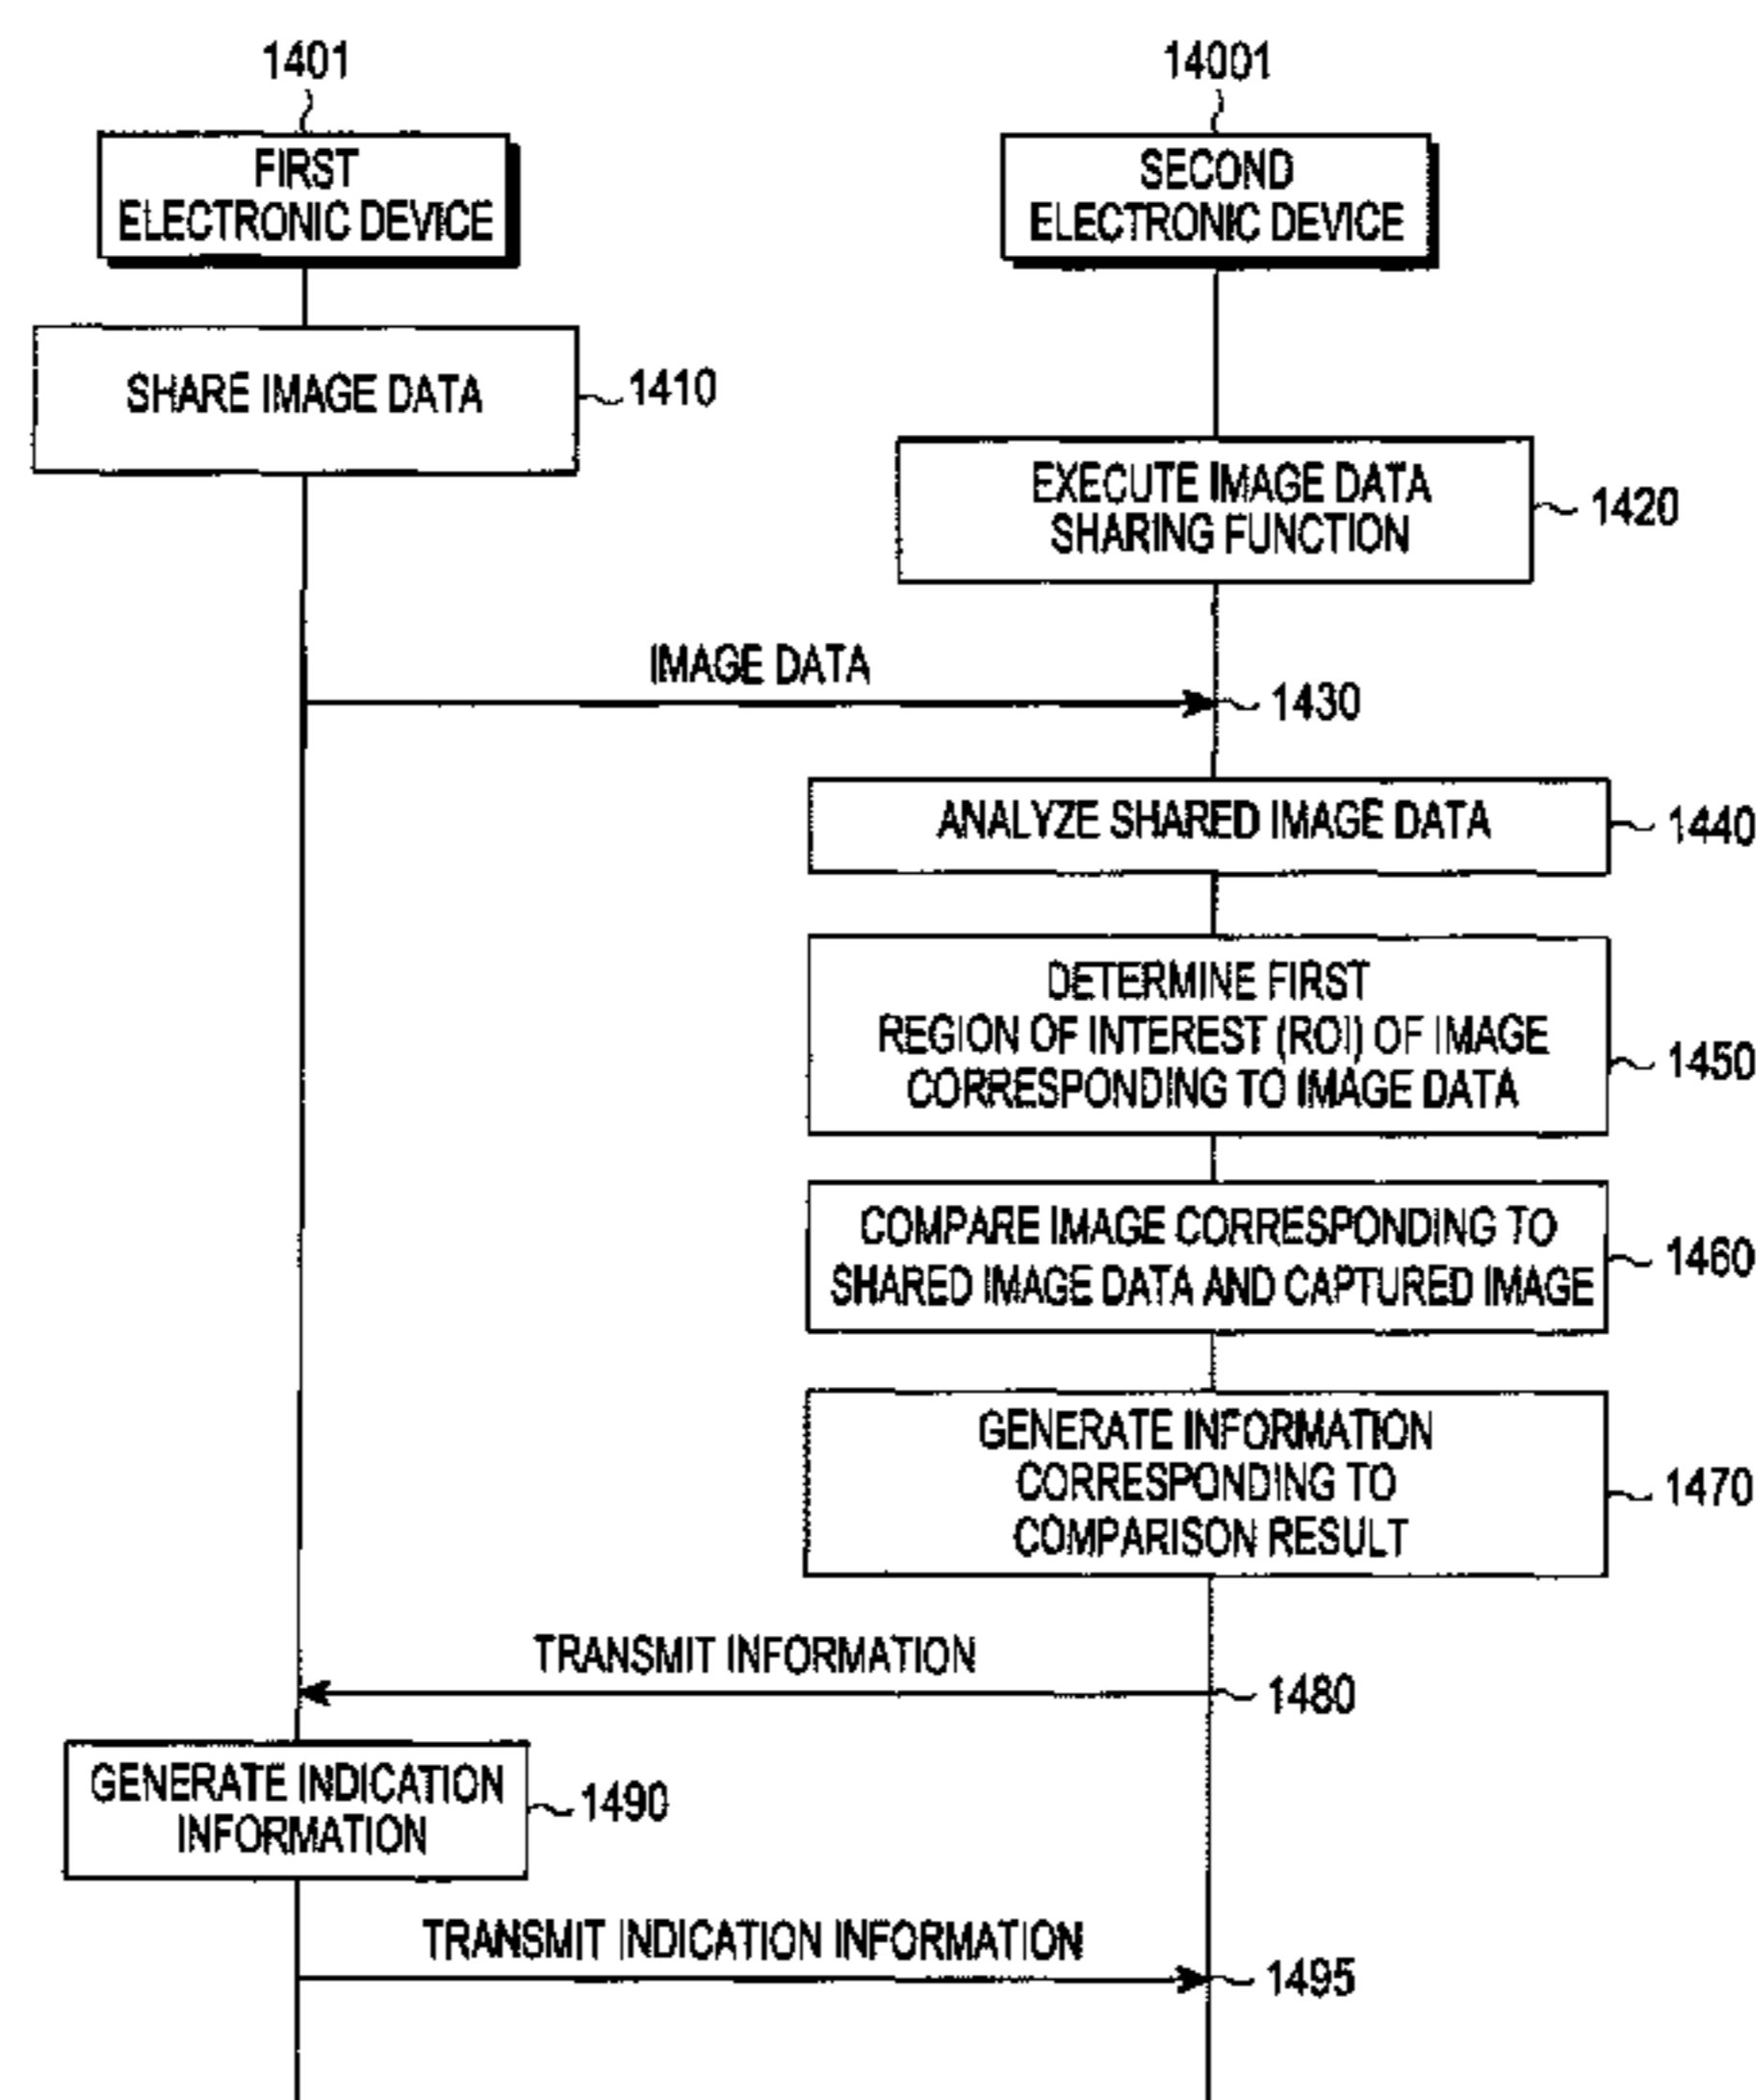 1401
14001
FIRST
ELECTRONIC DEVICE
SECOND
ELECTRONIC DEVICE
SHARE IMAGE DATA
1410
EXECUTE IMAGE DATA
SHARING FUNCTION
1420
IMAGE DATA
1430
ANALYZE SHARED IMAGE DATA
1440
DETERMINE FIRST
REGION OF INTEREST (ROI) OF IMAGE
CORRESPONDING TO IMAGE DATA
1450
COMPARE IMAGE CORRESPONDING TO
SHARED IMAGE DATA AND CAPTURED IMAGE
1460
GENERATE INFORMATION
CORRESPONDING TO
COMPARISON RESULT
1470
TRANSMIT INFORMATION
1480
GENERATE INDICATION
INFORMATION
1490
TRANSMIT INDICATION INFORMATION
1495